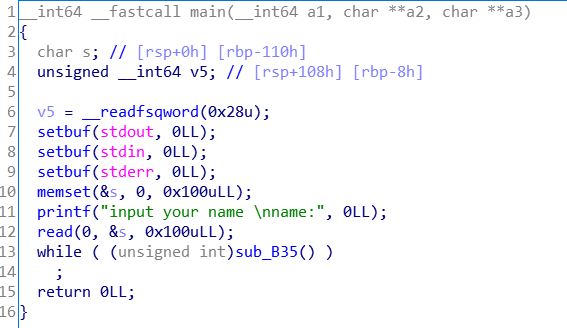 1 __int64 __fastcall main(__int64 a1, char **a2, char **a3)
2 {
3 char s; // [rsp+0h] [rbp-110h]
4 unsigned __int64 v5; // [rsp+108h] [rbp-8h]
5
6 v5 = __readfsqword(0x28u);
7 setbuf(stdout, 0LL);
8 setbuf(stdin, 0LL);
9 setbuf(stderr, 0LL);
10 memset(&s, 0, 0x100uLL);
11 printf("input your name \nname:", 0LL);
12 read(0, &s, 0x100uLL);
13 while ( (unsigned int)sub_B35() )
14 ;
15 return 0LL;
16 }